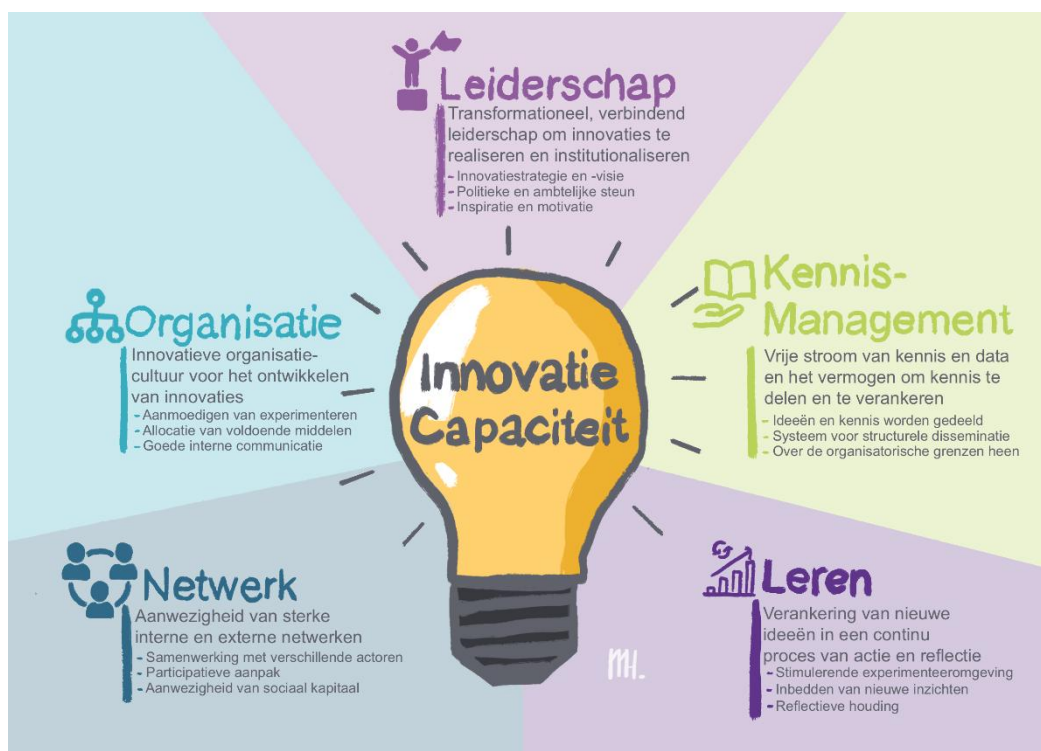 Leiderschap
Transformationeel, verbindend
leiderschap om innovaties te
realiseren en institutionaliseren
- Innovatiestrategie en -visie
- Politieke en ambtelijke steun
- Inspiratie en motivatie
Kennis-
Management
Vrije stroom van kennis en data
en het vermogen om kennis te
delen en te verankeren
- Ideeën en kennis worden gedeeld
- Systeem voor structurele disseminatie
- Over de organisatorische grenzen heen
Organisatie
Innovatieve organisatie-
cultuur voor het ontwikkelen
van innovaties
- Aanmoedigen van experimenteren
- Allocatie van voldoende middelen
- Goede interne communicatie
Innovatie
Capaciteit
Netwerk
Aanwezigheid van sterke
interne en externe netwerken
- Samenwerking met verschillende actoren
- Participatieve aanpak
- Aanwezigheid van sociaal kapitaal
Leren
Verankering van nieuwe
ideeën in een continu
proces van actie en reflectie
- Stimulerende experimenteeromgeving
- Inbedden van nieuwe inzichten
- Reflectieve houding
MH.